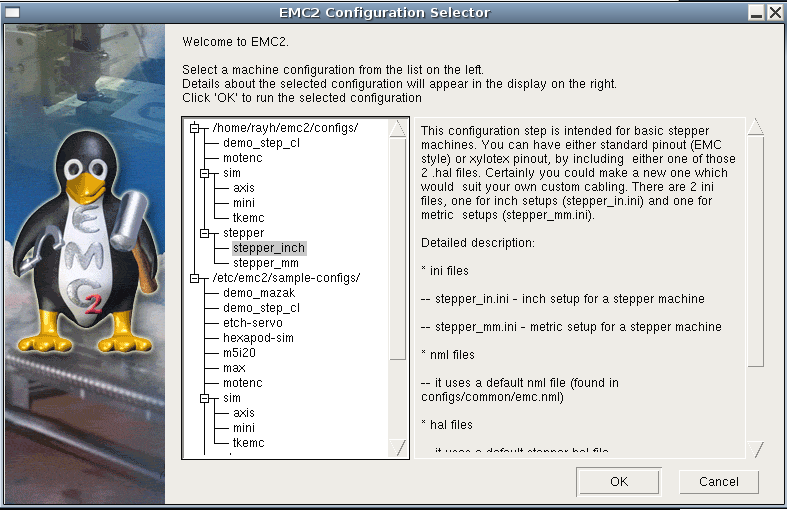 EMC2 Configuration Selector
Welcome to EMC2.
Select a machine configuration from the list on the left.
Details about the selected configuration will appear in the display on the right.
Click 'OK' to run the selected configuration
/home/rayh/emc2/configs/
demo_step_cl
motenc
sim
axis
mini
tkemc
stepper
stepper_inch
stepper_mm
/etc/emc2/sample-configs/
demo_mazak
demo_step_cl
etch-servo
hexapod-sim
m5i20
max
motenc
sim
axis
mini
tkemc
This configuration step is intended for basic stepper
machines. You can have either standard pinout (EMC
style) or xylotex pinout, by including  either one of those
2 .hal files. Certainly you could make a new one which
would  suit your own custom cabling. There are 2 ini
files, one for inch setups (stepper_in.ini) and one for
metric  setups (stepper_mm.ini).
Detailed description:
* ini files
-- stepper_in.ini - inch setup for a stepper machine
-- stepper_mm.ini - metric setup for a stepper machine
* nml files
-- it uses a default nml file (found in
configs/common/emc.nml)
* hal files
-- it uses a default stepper hal file
EMC2
OK
Cancel